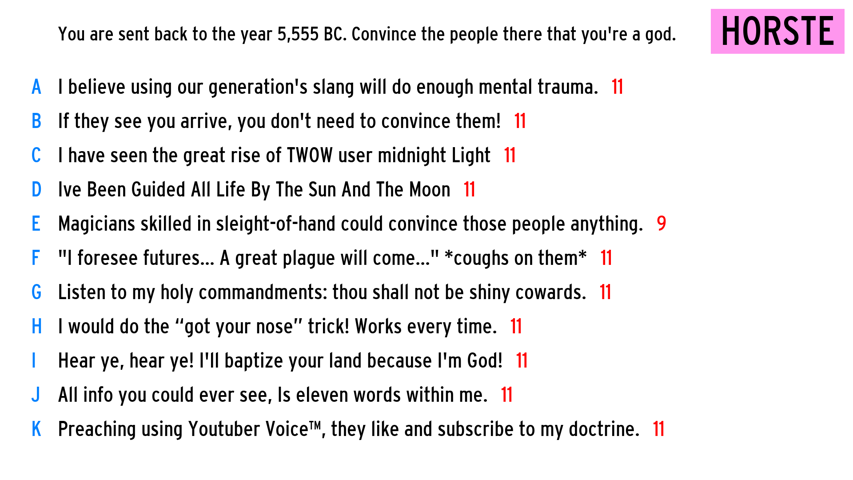 You are sent back to the year 5,555 BC. Convince the people there that you're a god. HORSTE
A I believe using our generation's slang will do enough mental trauma. 11
B If they see you arrive, you don't need to convince them! 11
C I have seen the great rise of TWOW user midnight Light 11
D Ive Been Guided All Life By The Sun And The Moon 11
E Magicians skilled in sleight-of-hand could convince those people anything. 9
F "I foresee futures... A great plague will come..." *coughs on them* 11
G Listen to my holy commandments: thou shall not be shiny cowards. 11
H I would do the “got your nose” trick! Works every time. 11
I Hear ye, hear ye! I'll baptize your land because I'm God! 11
J All info you could ever see, Is eleven words within me. 11
K Preaching using Youtuber Voice™, they like and subscribe to my doctrine. 11